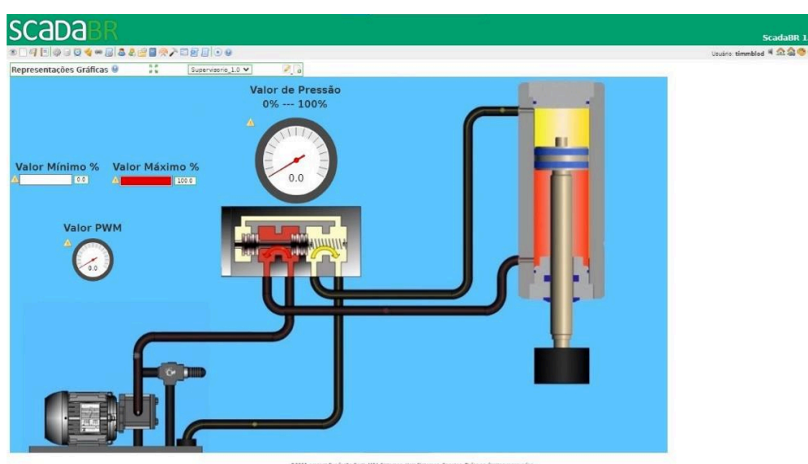 scadaBR
ScadaBR 1.
Usuário: timmblod
Representações Gráficas
Supervisorio_1.0
Valor de Pressão
0% --- 100%
0.0
Valor Mínimo %
Valor Máximo %
0.0
100.0
Valor PWM
0.0